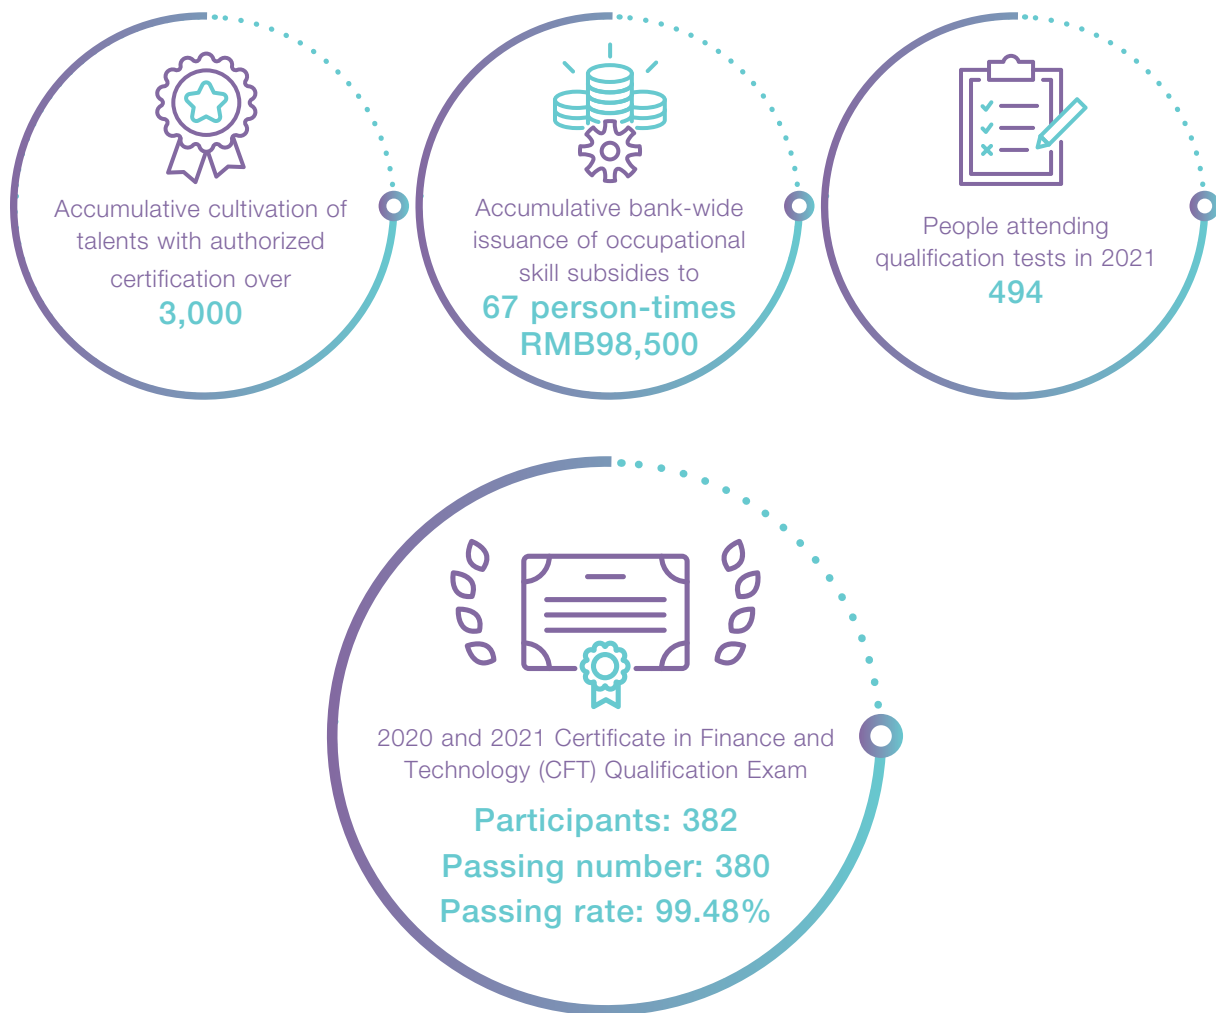 Accumulative cultivation of
talents with authorized
certification over
3,000
Accumulative bank-wide
issuance of occupational
skill subsidies to
67 person-times
RMB98,500
People attending
qualification tests in 2021
494
2020 and 2021 Certificate in Finance and
Technology (CFT) Qualification Exam
Participants: 382
Passing number: 380
Passing rate: 99.48%